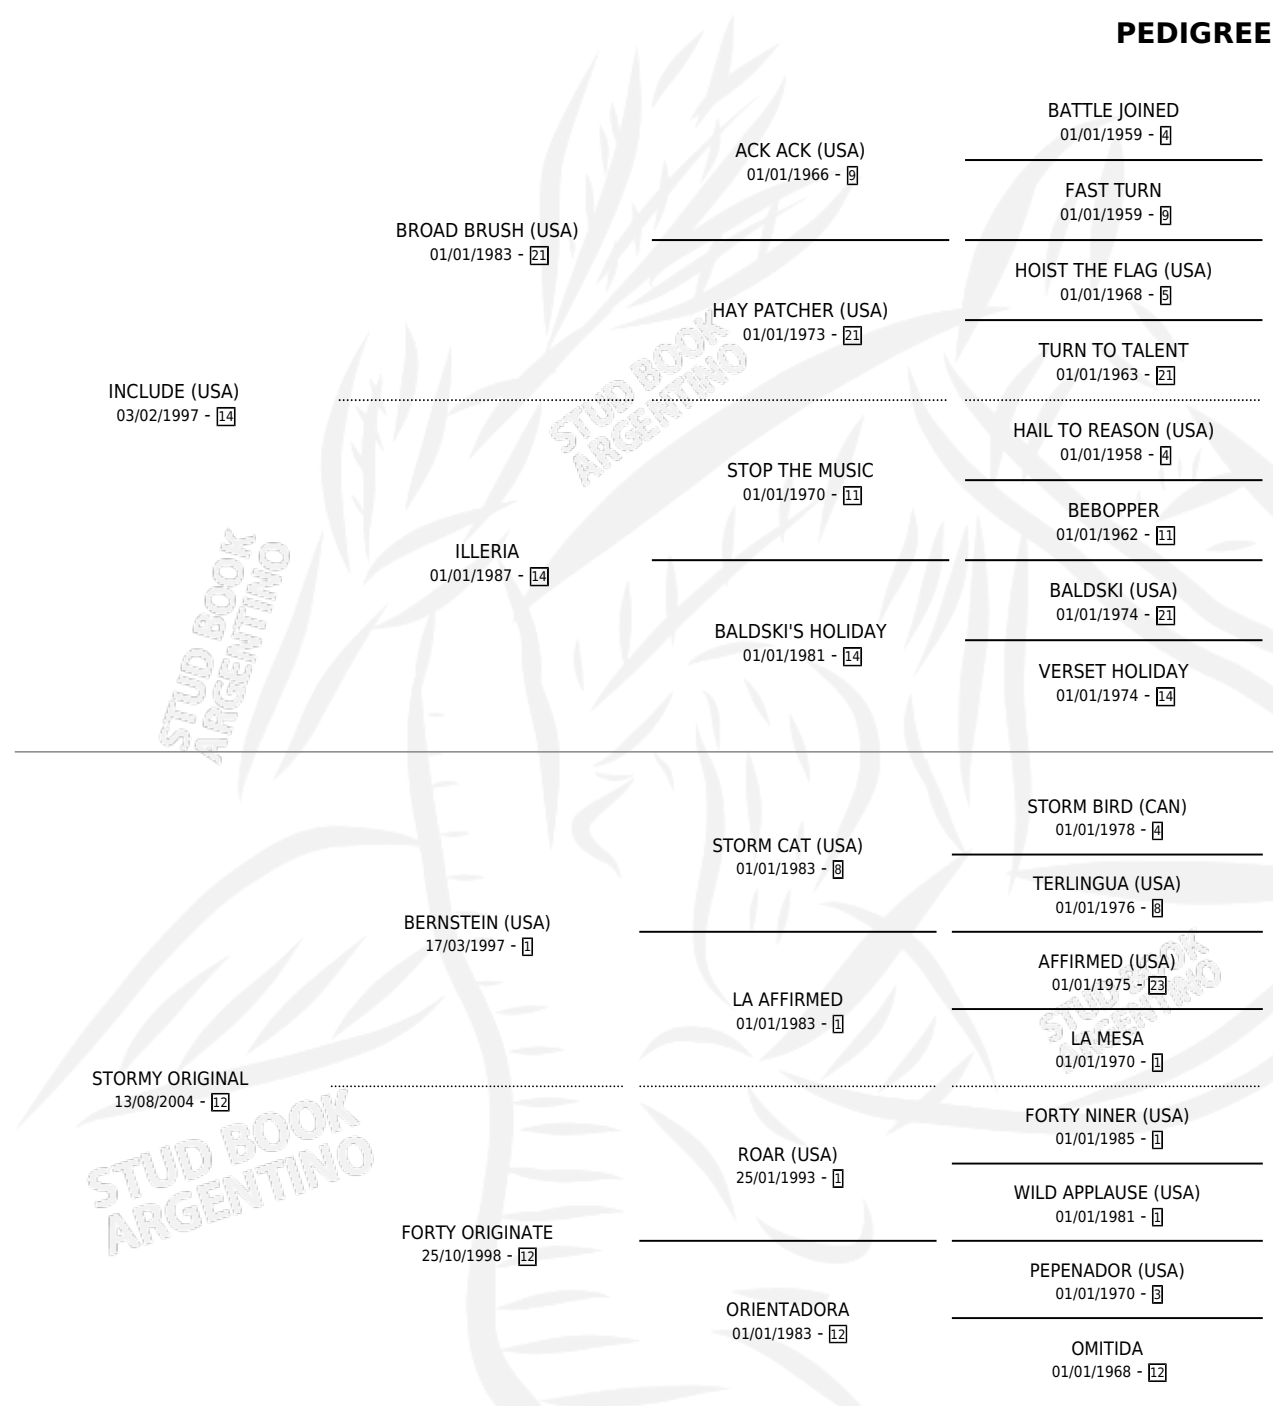 PEDIGREE
BATTLE JOINED
01/01/1959 - 4
ACK ACK (USA)
01/01/1966 - 9
FAST TURN
01/01/1959 - 9
BROAD BRUSH (USA)
01/01/1983 - 21
HOIST THE FLAG (USA)
01/01/1968 - 5
HAY PATCHER (USA)
01/01/1973 - 21
TURN TO TALENT
01/01/1963 - 21
INCLUDE (USA)
03/02/1997 - 14
HAIL TO REASON (USA)
01/01/1958 - 4
STOP THE MUSIC
01/01/1970 - 11
BEBOPPER
01/01/1962 - 11
ILLERIA
01/01/1987 - 14
BALDSKI (USA)
01/01/1974 - 21
BALDSKI'S HOLIDAY
01/01/1981 - 14
VERSET HOLIDAY
01/01/1974 - 14
STORM BIRD (CAN)
01/01/1978 - 4
STORM CAT (USA)
01/01/1983 - 8
TERLINGUA (USA)
01/01/1976 - 8
BERNSTEIN (USA)
17/03/1997 - 1
AFFIRMED (USA)
01/01/1975 - 23
LA AFFIRMED
01/01/1983 - 1
LA MESA
01/01/1970 - 1
STORMY ORIGINAL
13/08/2004 - 12
FORTY NINER (USA)
01/01/1985 - 1
ROAR (USA)
25/01/1993 - 1
WILD APPLAUSE (USA)
01/01/1981 - 1
FORTY ORIGINATE
25/10/1998 - 12
PEPENADOR (USA)
01/01/1970 - 3
ORIENTADORA
01/01/1983 - 12
OMITIDA
01/01/1968 - 12
STUD BOOK
ARGENTINO
STUD BOOK
ARGENTINO
STUD BOOK
ARGENTINO
STUD BOOK
ARGENTINO